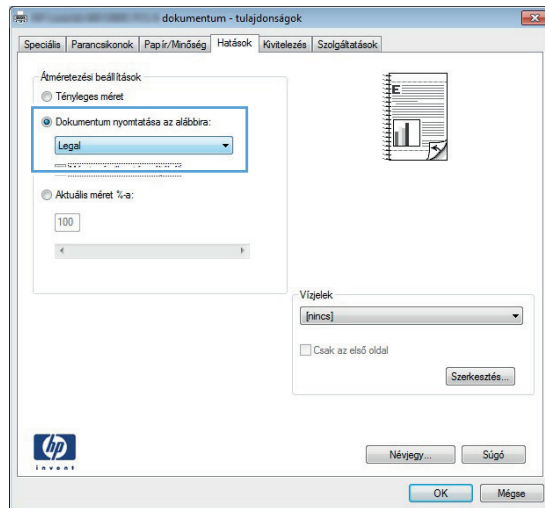 dokumentum - tulajdonságok
Speciális Parancsikonok Papír/Minőség Hatások Kivitelezés Szolgáltatások
Átméretezési beállítások
Tényleges méret
Dokumentum nyomtatása az alábbira:
Legal
Aktuális méret %-a:
100
E
Vízjelek
[nincs]
Csak az első oldal
Szerkesztés...
hp
invent
Névjegy...
Súgó
OK
Mégse